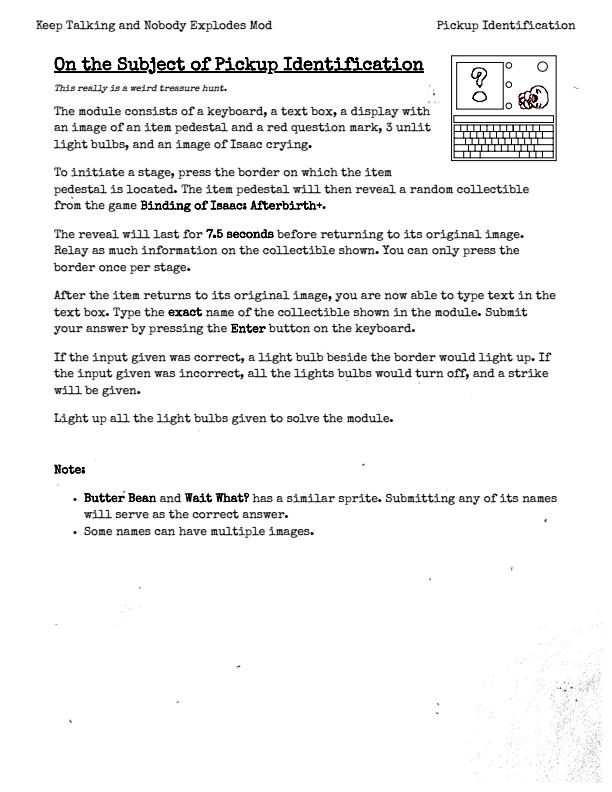 Keep Talking and Nobody Explodes Mod Pickup Identification
On the Subject of Pickup Identification
This really is a weird treasure hunt.
The module consists of a keyboard, a text box, a display with
an image of an item pedestal and a red question mark, 3 unlit
light bulbs, and an image of Isaac crying.
To initiate a stage, press the border on which the item
pedestal is located. The item pedestal will then reveal a random collectible
from the game Binding of Isaac: Afterbirth+.
The reveal will last for 7.5 seconds before returning to its original image.
Relay as much information on the collectible shown. You can only press the
border once per stage.
After the item returns to its original image, you are now able to type text in the
text box. Type the exact name of the collectible shown in the module. Submit
your answer by pressing the Enter button on the keyboard.
If the input given was correct, a light bulb beside the border would light up. If
the input given was incorrect, all the lights bulbs would turn off, and a strike
will be given.
Light up all the light bulbs given to solve the module.
Note:
• Butter Bean and Wait What? has a similar sprite. Submitting any of its names
will serve as the correct answer.
• Some names can have multiple images.